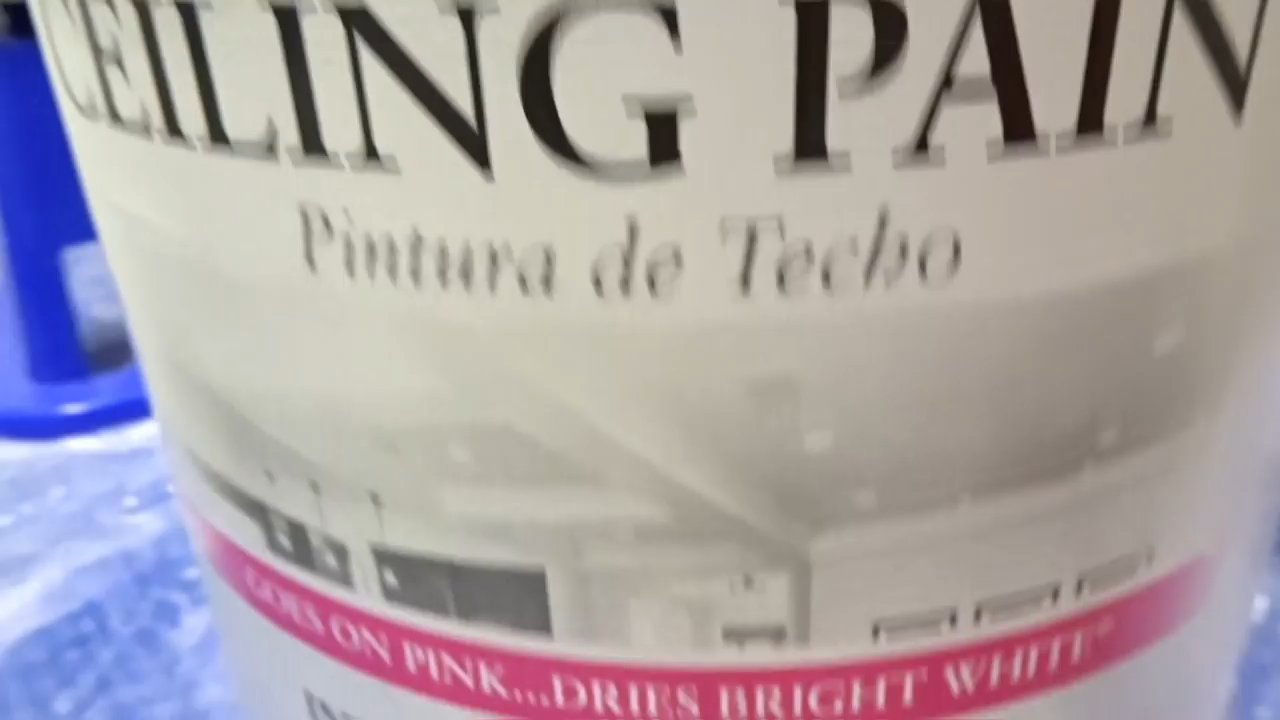 CEILING PAIN
Pintura de Techo
GOES ON PINK...DRIES BRIGHT WHITE*